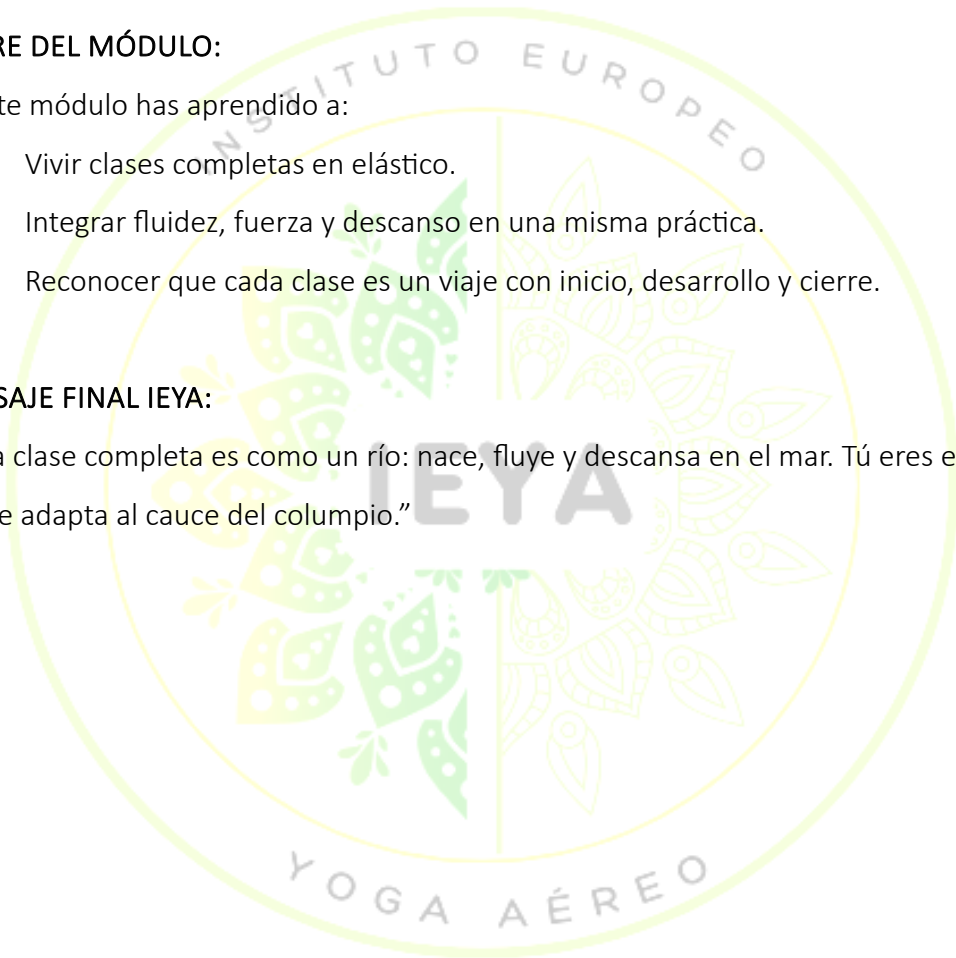 RE DEL MÓDULO:
te módulo has aprendido a:
Vivir clases completas en elástico.
Integrar fluidez, fuerza y descanso en una misma práctica.
Reconocer que cada clase es un viaje con inicio, desarrollo y cierre.
SAJE FINAL IEYA:
a clase completa es como un río: nace, fluye y descansa en el mar. Tú eres e
e adapta al cauce del columpio.”
INSTITUTO EUROPEO
IEYA
YOGA AÉREO